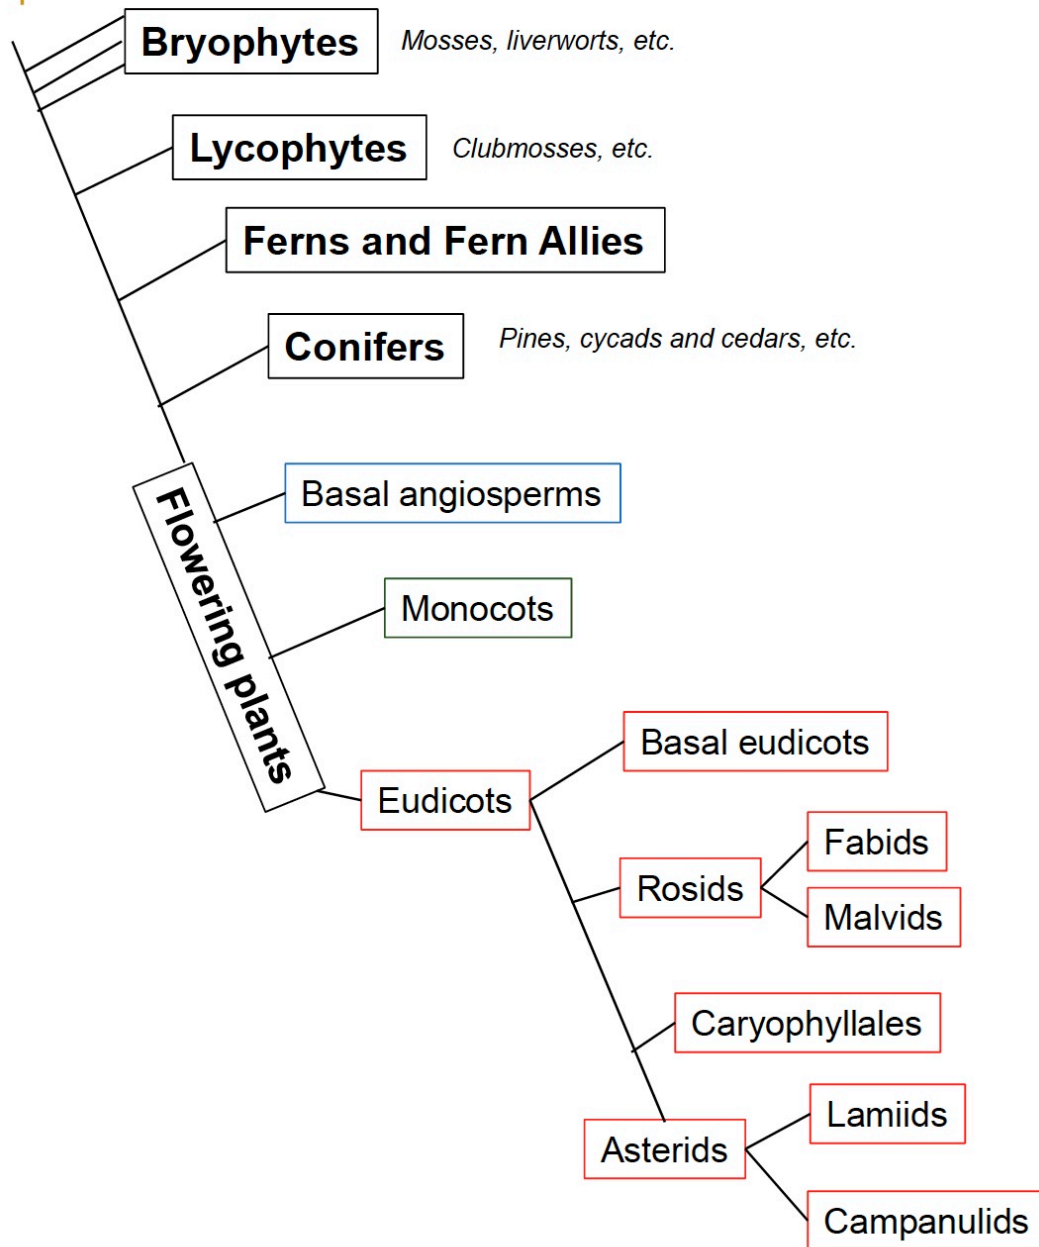 Bryophytes
Mosses, liverworts, etc.
Lycophytes
Clubmosses, etc.
Ferns and Fern Allies
Conifers
Pines, cycads and cedars, etc.
Flowering plants
Basal angiosperms
Monocots
Eudicots
Basal eudicots
Rosids
Fabids
Malvids
Caryophyllales
Asterids
Lamiids
Campanulids